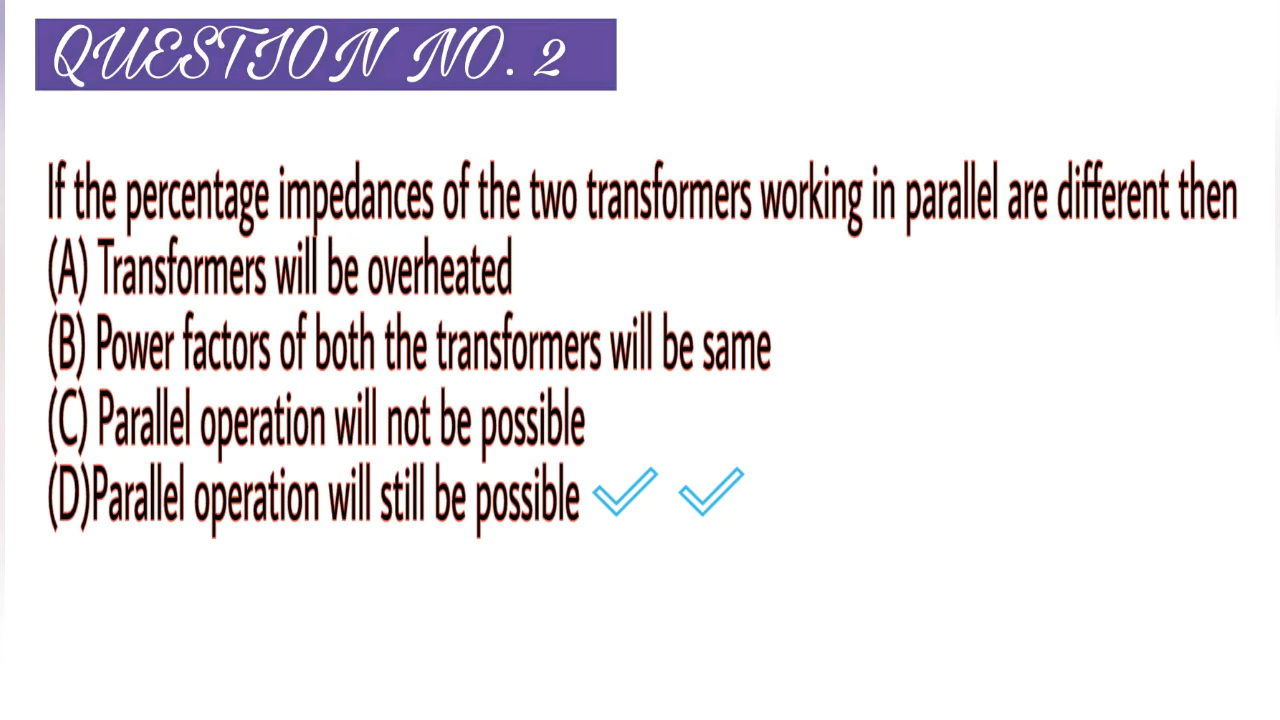 QUESTION NO. 2
If the percentage impedances of the two transformers working in parallel are different then
(A) Transformers will be overheated
(B) Power factors of both the transformers will be same
(C) Parallel operation will not be possible
(D)Parallel operation will still be possible